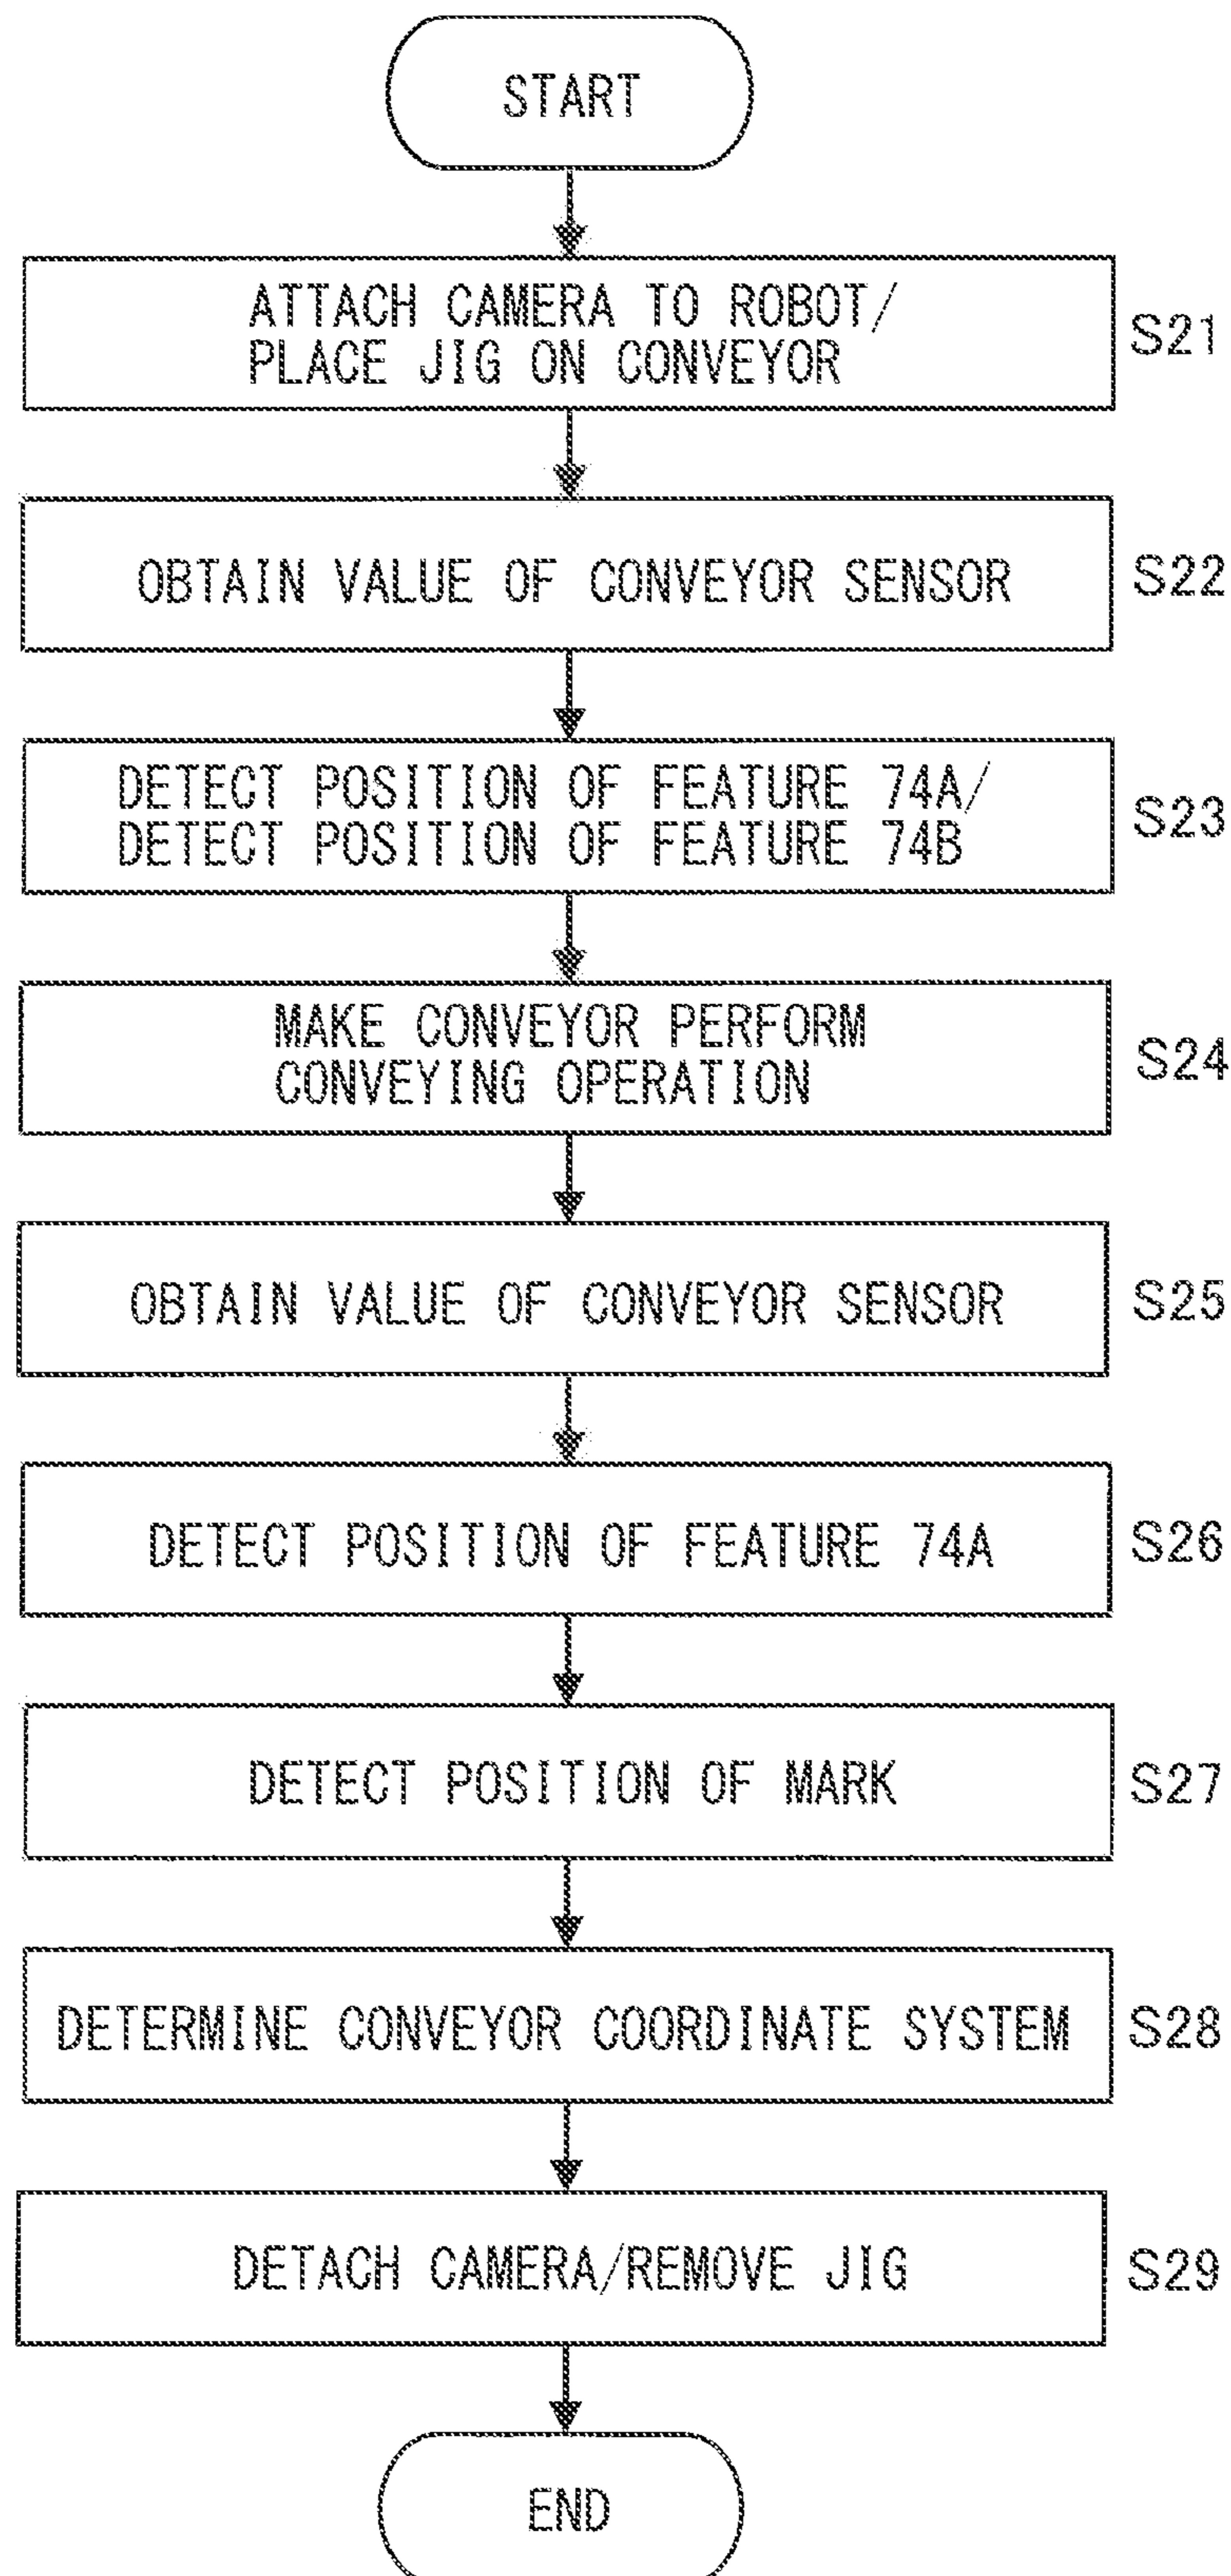 START
ATTACH CAMERA TO ROBOT/
PLACE JIG ON CONVEYOR
S21
OBTAIN VALUE OF CONVEYOR SENSOR
S22
DETECT POSITION OF FEATURE 74A/
DETECT POSITION OF FEATURE 74B
S23
MAKE CONVEYOR PERFORM
CONVEYING OPERATION
S24
OBTAIN VALUE OF CONVEYOR SENSOR
S25
DETECT POSITION OF FEATURE 74A
S26
DETECT POSITION OF MARK
S27
DETERMINE CONVEYOR COORDINATE SYSTEM
S28
DETACH CAMERA/REMOVE JIG
S29
END